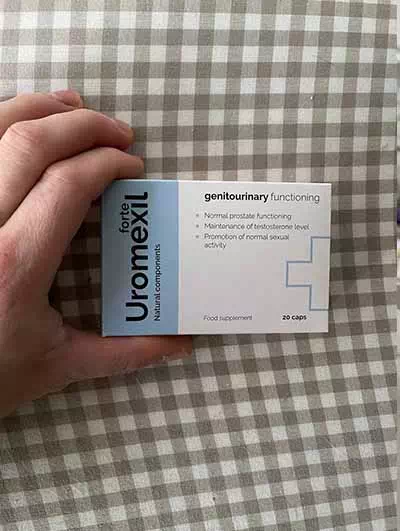 Uromexil
forte
Natural components
genitourinary functioning
Normal prostate functioning
Maintenance of testosterone level
Promotion of normal sexual
activity
Food supplement
20 caps